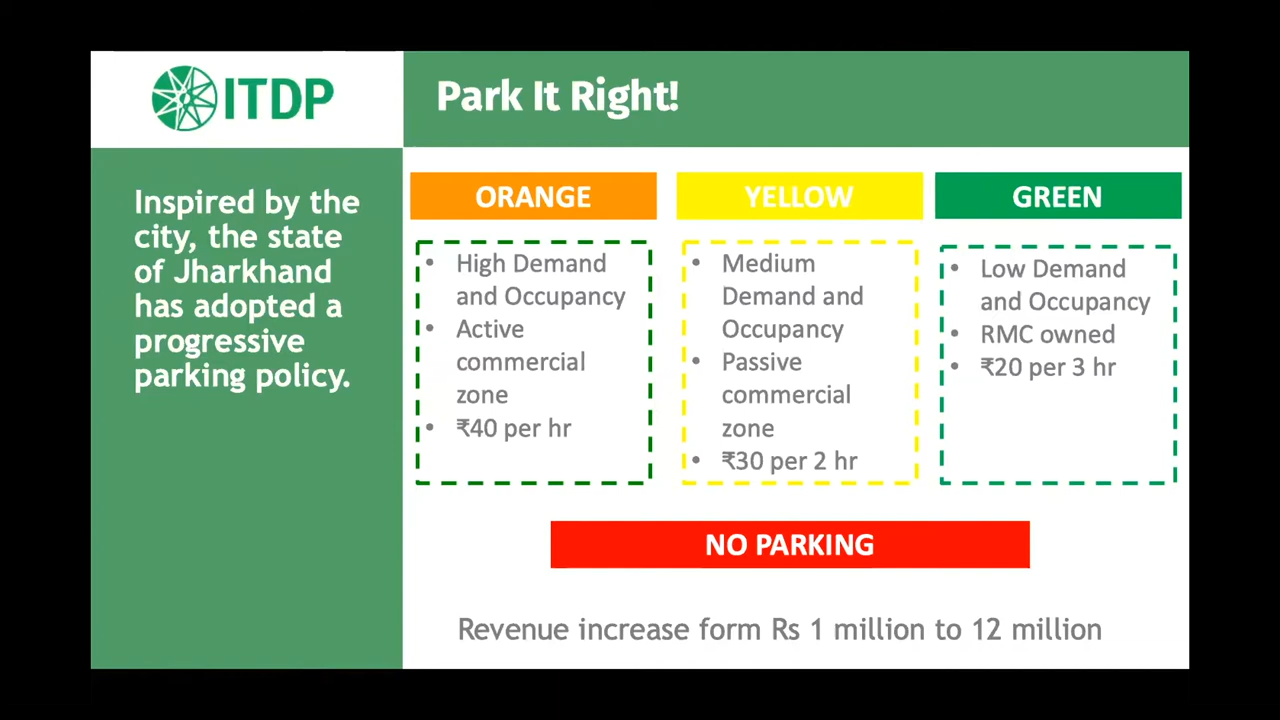 ITDP
Park It Right!
Inspired by the
city, the state
of Jharkhand
has adopted a
progressive
parking policy.
ORANGE
• High Demand
and Occupancy
• Active
commercial
zone
• ₹40 per hr
YELLOW
• Medium
Demand and
Occupancy
• Passive
commercial
zone
• ₹30 per 2 hr
GREEN
• Low Demand
and Occupancy
• RMC owned
• ₹20 per 3 hr
NO PARKING
Revenue increase form Rs 1 million to 12 million